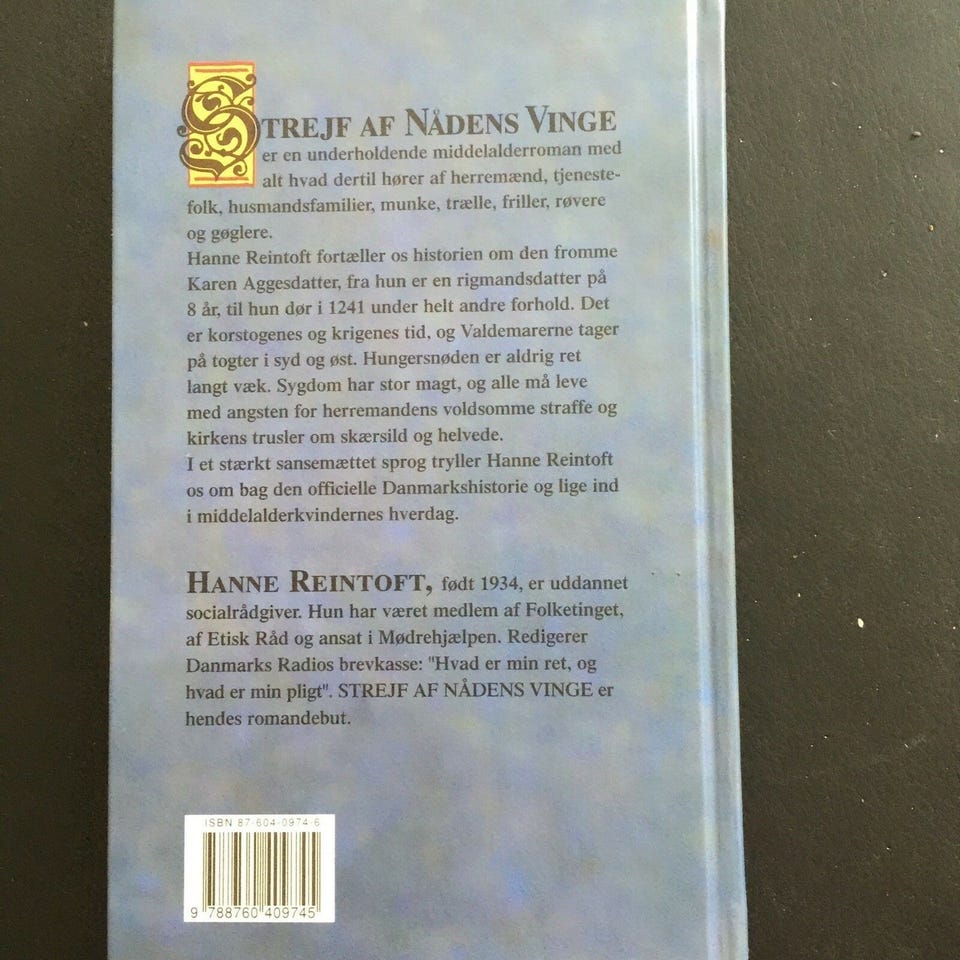 STREJF AF NÅDENS VINGE
er en underholdende middelalderroman med
alt hvad dertil hører af herremænd, tjeneste-
folk, husmandsfamilier, munke, trælle, friller, røvere
og gøglere.
Hanne Reintoft fortæller os historien om den fromme
Karen Aggesdatter, fra hun er en rigmandsdatter på
8 år, til hun dør i 1241 under helt andre forhold. Det
er korstogenes og krigenes tid, og Valdemarerne tager
på togter i syd og øst. Hungersnøden er aldrig ret
langt væk. Sygdom har stor magt, og alle må leve
med angsten for herremandens voldsomme straffe og
kirkens trusler om skærsild og helvede.
I et stærkt sansemættet sprog tryller Hanne Reintoft
os om bag den officielle Danmarkshistorie og lige ind
i middelalderkvindernes hverdag.
HANNE REINTOFT, født 1934, er uddannet
socialrådgiver. Hun har været medlem af Folketinget,
af Etisk Råd og ansat i Mødrehjælpen. Redigerer
Danmarks Radios brevkasse: "Hvad er min ret, og
hvad er min pligt". STREJF AF NÅDENS VINGE er
hendes romandebut.
ISBN 87-604-0974-6
9 788760 409745